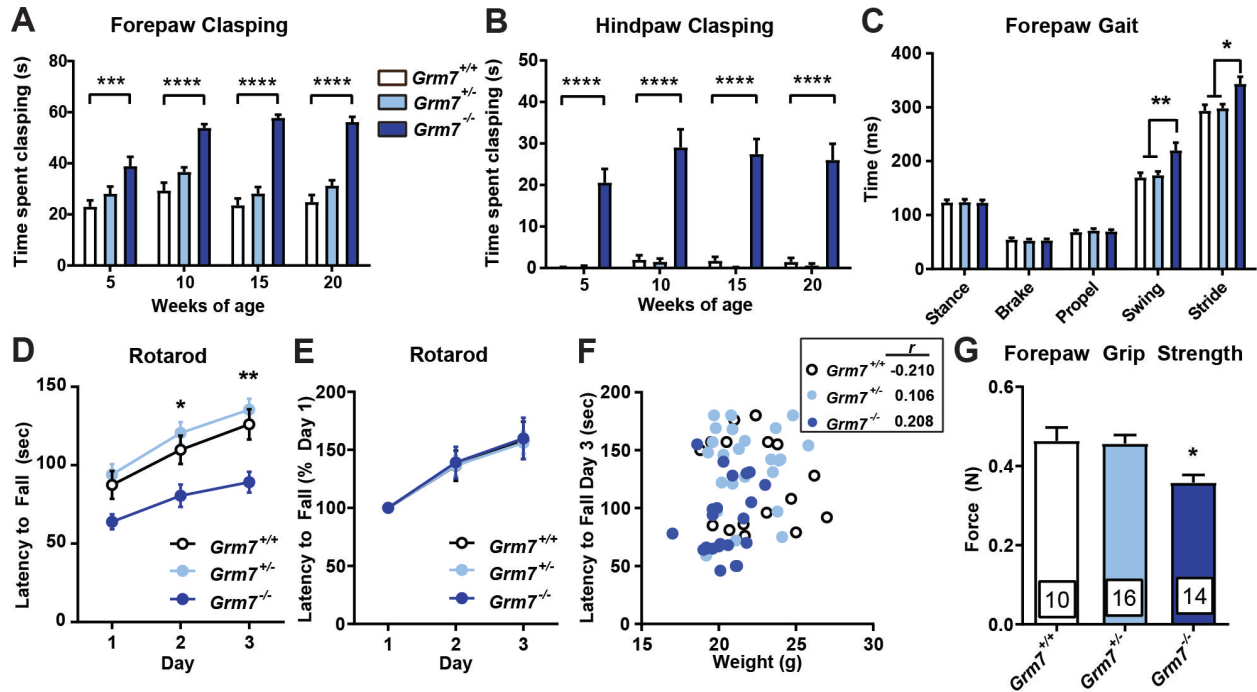 A
Forepaw Clasping
Time spent clasping (s)
80
60
40
20
0
***
****
****
****
5
10
15
20
Weeks of age
Grm7+/+
Grm7+/-
Grm7-/-
B
Hindpaw Clasping
Time spent clasping (s)
50
40
30
20
10
0
****
****
****
****
5
10
15
20
Weeks of age
C
Forepaw Gait
Time (ms)
400
300
200
100
0
**
*
Stance
Brake
Propel
Swing
Stride
D
Rotarod
Latency to Fall (sec)
150
100
50
0
*
**
Grm7+/+
Grm7+/-
Grm7-/-
1
2
3
Day
E
Rotarod
Latency to Fall (% Day 1)
200
150
100
50
0
Grm7+/+
Grm7+/-
Grm7-/-
1
2
3
Day
F
Latency to Fall Day 3 (sec)
200
150
100
50
0
r
Grm7+/+ -0.210
Grm7+/- 0.106
Grm7-/- 0.208
15
20
25
30
Weight (g)
G
Forepaw Grip Strength
Force (N)
0.6
0.4
0.2
0.0
*
10
16
14
Grm7+/+
Grm7+/-
Grm7-/-